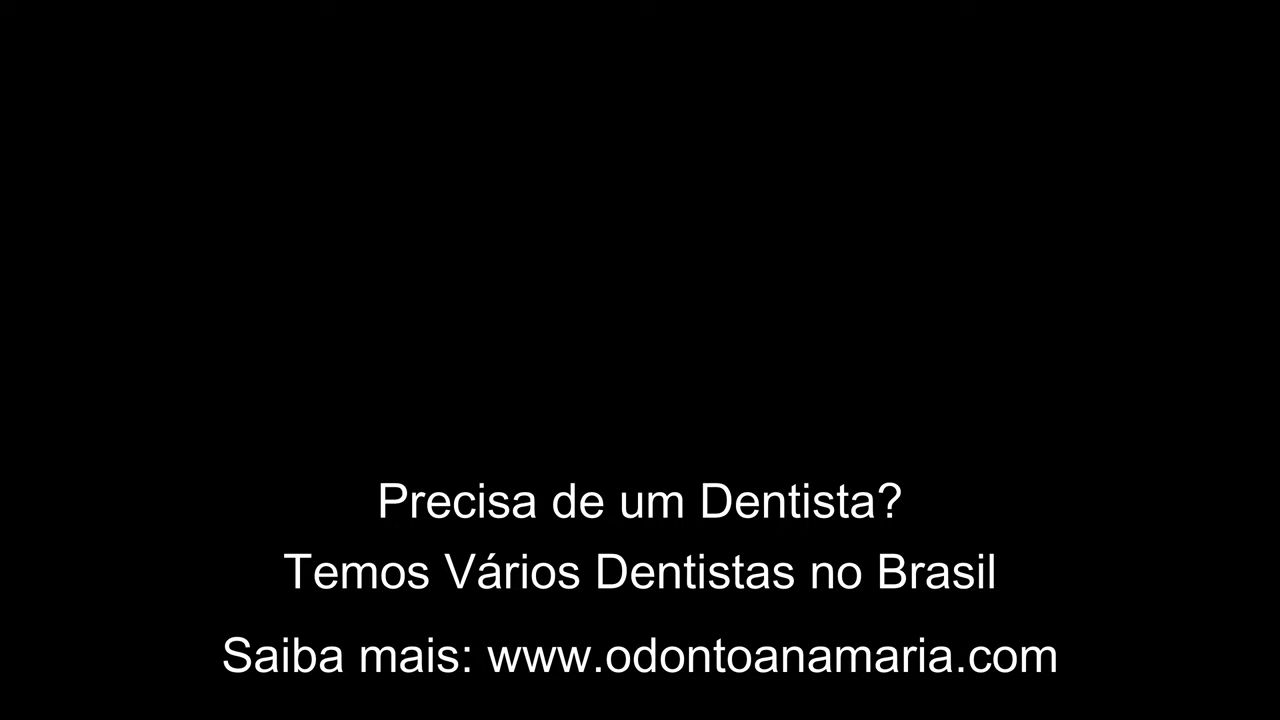 Precisa de um Dentista?
Temos Vários Dentistas no Brasil
Saiba mais: www.odontoanamaria.com